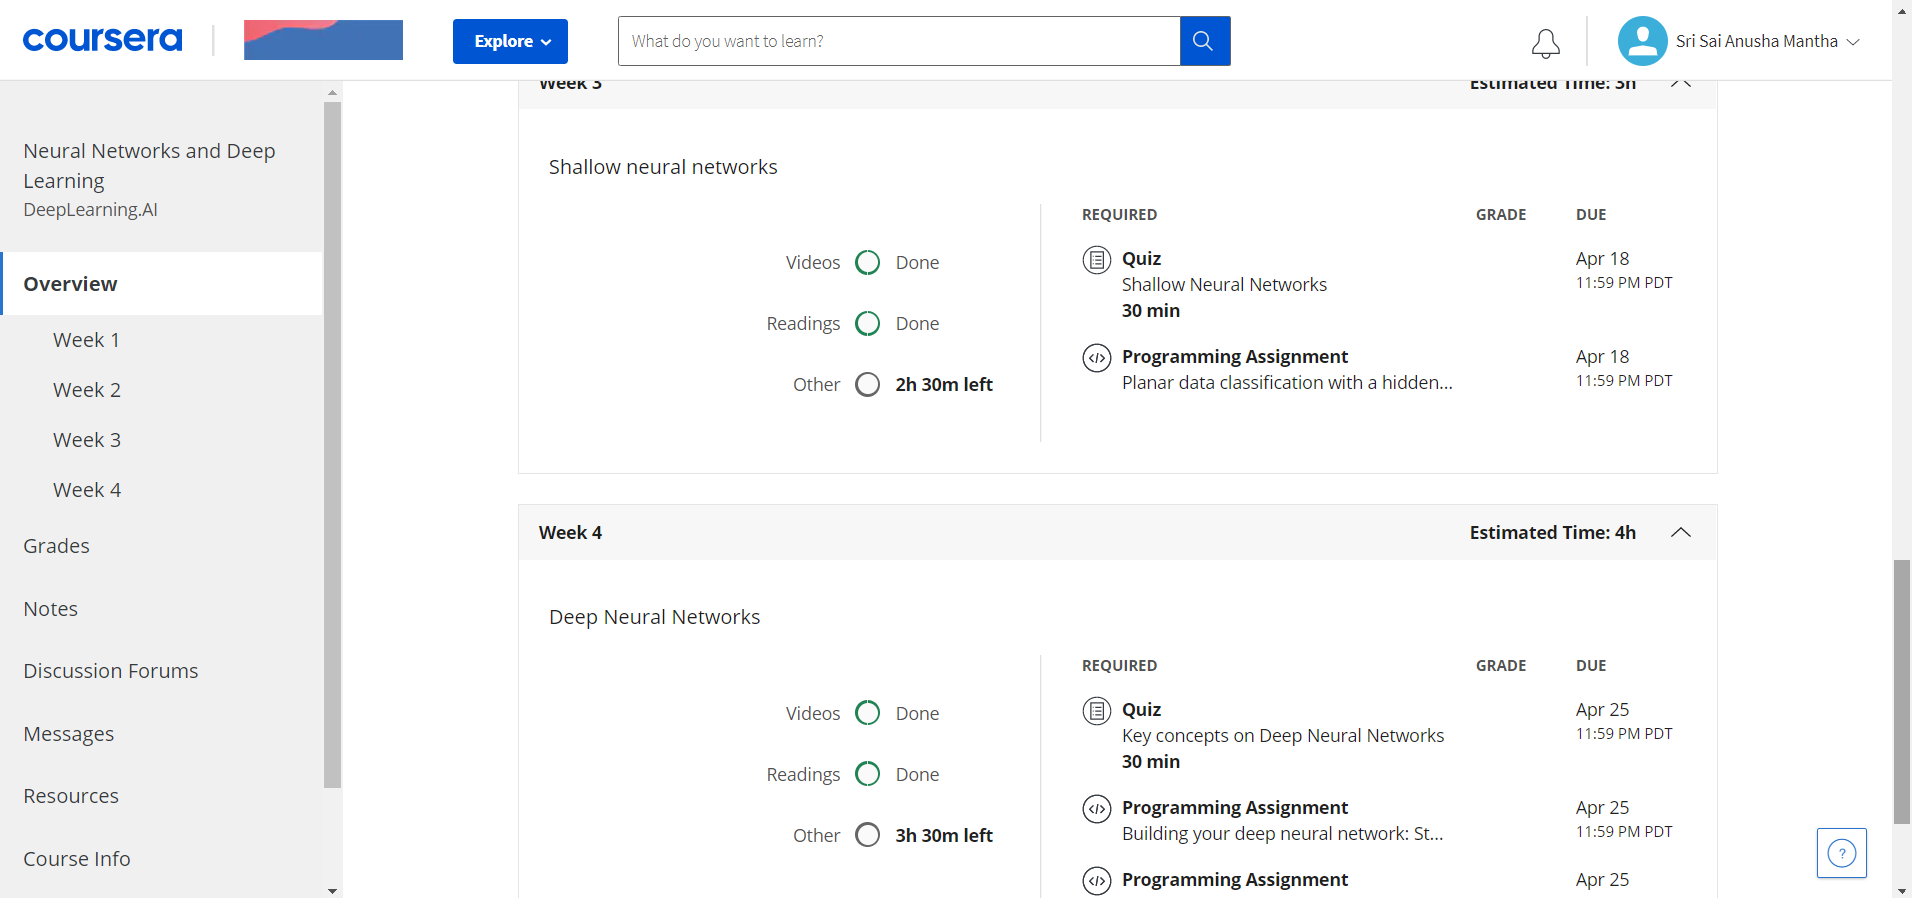 coursera
Explore
What do you want to learn?
Sri Sai Anusha Mantha
Neural Networks and Deep
Learning
DeepLearning.AI
Overview
Week 1
Week 2
Week 3
Week 4
Grades
Notes
Discussion Forums
Messages
Resources
Course Info
Week 3
Estimated Time: 3h
Shallow neural networks
Videos Done
Readings Done
Other 2h 30m left
REQUIRED GRADE DUE
Quiz Apr 18
Shallow Neural Networks 11:59 PM PDT
30 min
Programming Assignment Apr 18
Planar data classification with a hidden... 11:59 PM PDT
Week 4
Estimated Time: 4h
Deep Neural Networks
Videos Done
Readings Done
Other 3h 30m left
REQUIRED GRADE DUE
Quiz Apr 25
Key concepts on Deep Neural Networks 11:59 PM PDT
30 min
Programming Assignment Apr 25
Building your deep neural network: St... 11:59 PM PDT
Programming Assignment Apr 25
?